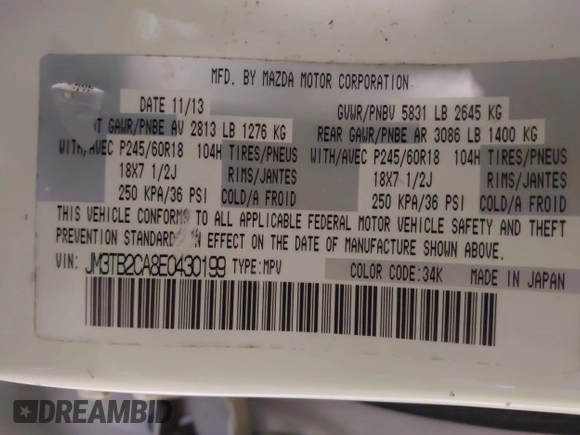 MFD. BY MAZDA MOTOR CORPORATION
DATE 11/13 GVWR/PNBV 5831 LB 2645 KG
T GAWR/PNBE AV 2813 LB 1276 KG REAR GAWR/PNBE AR 3086 LB 1400 KG
WITH/AVEC P245/60R18 104H TIRES/PNEUS WITH/AVEC P245/60R18 104H TIRES/PNEUS
18X7 1/2J RIMS/JANTES 18X7 1/2J RIMS/JANTES
250 KPA/36 PSI COLD/A FROID 250 KPA/36 PSI COLD/A FROID
THIS VEHICLE CONFORMS TO ALL APPLICABLE FEDERAL MOTOR VEHICLE SAFETY AND THEFT
PREVENTION STANDARDS IN EFFECT ON THE DATE OF MANUFACTURE SHOWN ABOVE.
VIN: JM3TB2CA8E0430199 TYPE:MPV COLOR CODE:34K MADE IN JAPAN
DREAMBID